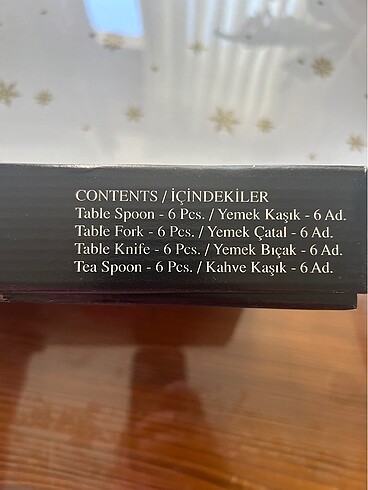 CONTENTS / İÇİNDEKİLER
Table Spoon - 6 Pcs. / Yemek Kaşık - 6 Ad.
Table Fork - 6 Pcs. / Yemek Çatal - 6 Ad.
Table Knife - 6 Pcs. / Yemek Bıçak - 6 Ad.
Tea Spoon - 6 Pcs. / Kahve Kaşık - 6 Ad.